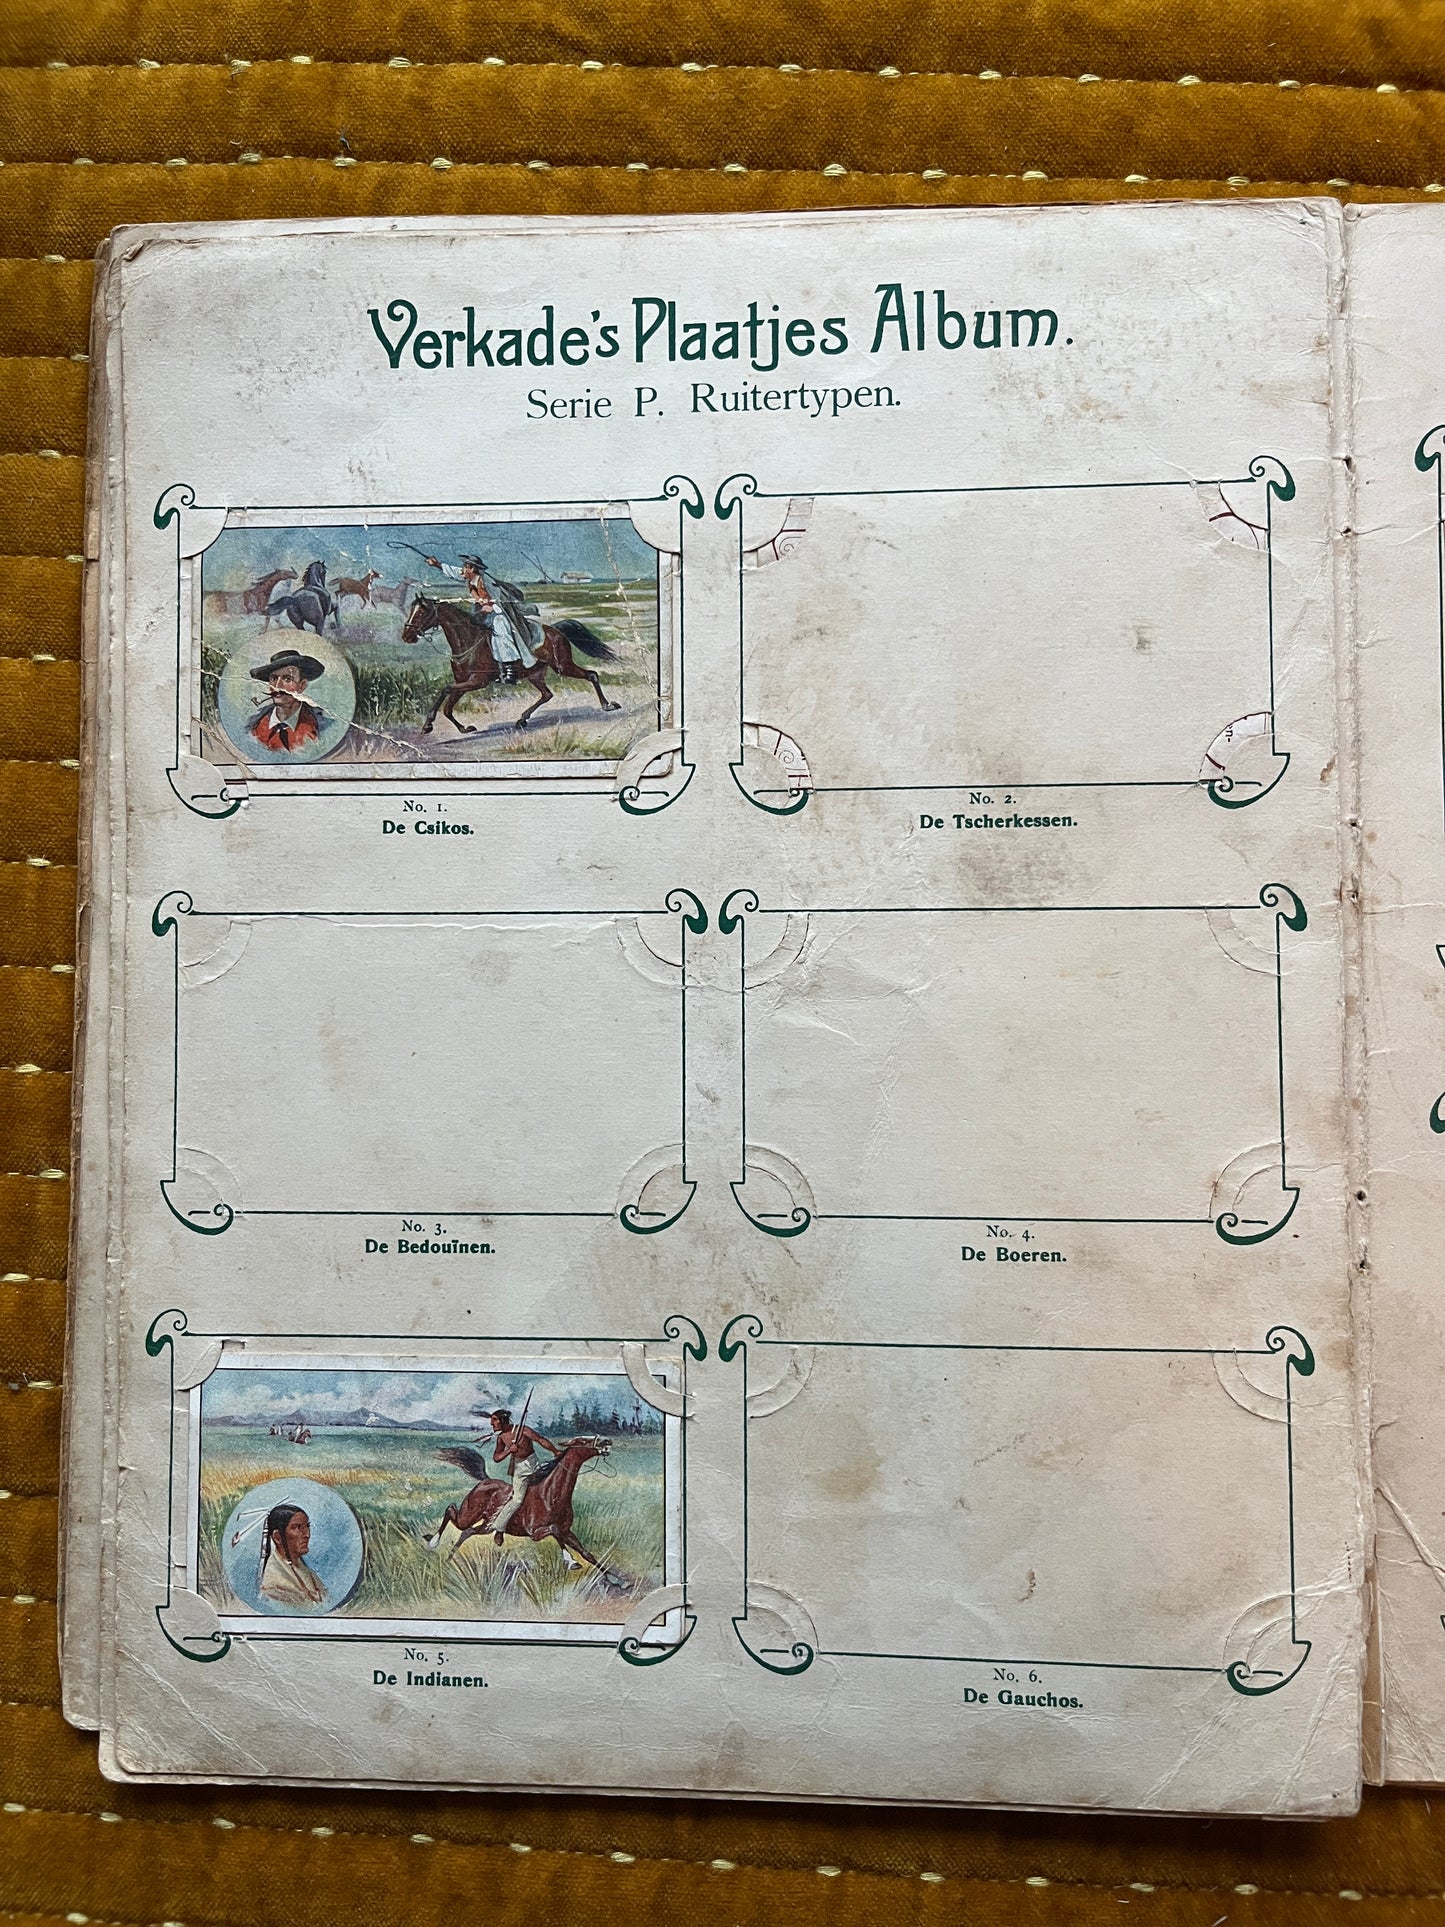 Verkade's Plaatjes Album.
Serie P. Ruitertypen.
No. 1.
De Csikos.
No. 2.
De Tscherkessen.
No. 3.
De Bedouïnen.
No. 4.
De Boeren.
No. 5.
De Indianen.
No. 6.
De Gauchos.